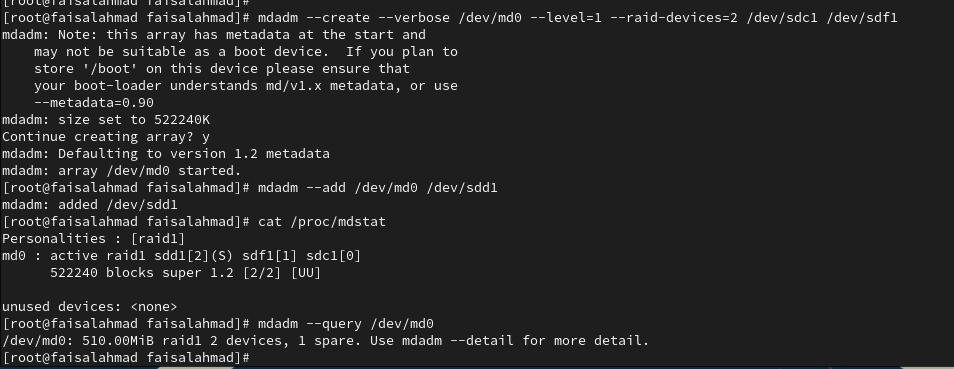 [root@faisalahmad faisalahmad]#
[root@faisalahmad faisalahmad]# mdadm --create --verbose /dev/md0 --level=1 --raid-devices=2 /dev/sdc1 /dev/sdf1
mdadm: Note: this array has metadata at the start and
    may not be suitable as a boot device.  If you plan to
    store '/boot' on this device please ensure that
    your boot-loader understands md/v1.x metadata, or use
    --metadata=0.90
mdadm: size set to 522240K
Continue creating array? y
mdadm: Defaulting to version 1.2 metadata
mdadm: array /dev/md0 started.
[root@faisalahmad faisalahmad]# mdadm --add /dev/md0 /dev/sdd1
mdadm: added /dev/sdd1
[root@faisalahmad faisalahmad]# cat /proc/mdstat
Personalities : [raid1]
md0 : active raid1 sdd1[2](S) sdf1[1] sdc1[0]
      522240 blocks super 1.2 [2/2] [UU]

unused devices: <none>
[root@faisalahmad faisalahmad]# mdadm --query /dev/md0
/dev/md0: 510.00MiB raid1 2 devices, 1 spare. Use mdadm --detail for more detail.
[root@faisalahmad faisalahmad]#